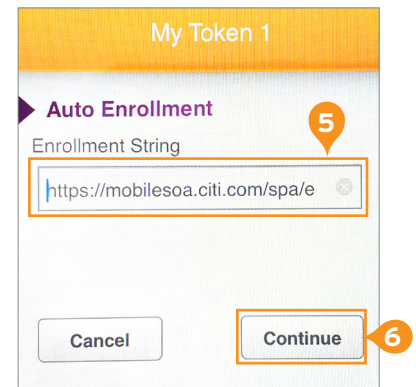 My Token 1
Auto Enrollment
5
Enrollment String
https://mobilesoa.citi.com/spa/e
Cancel
Continue
6